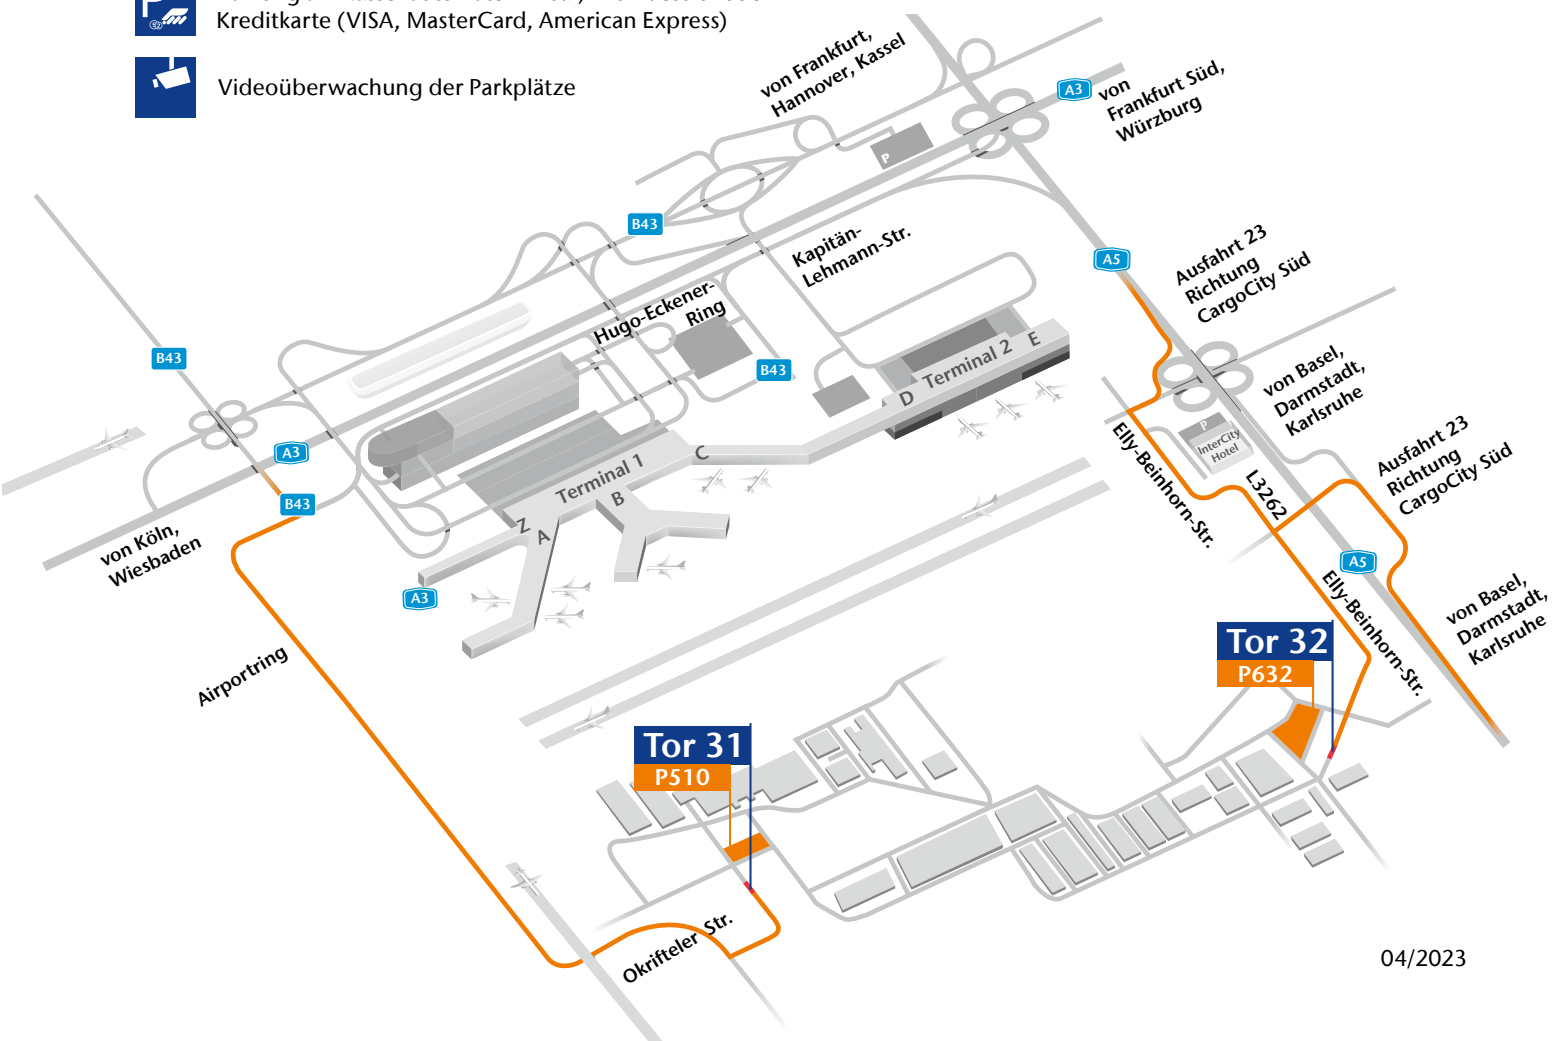 Kreditkarte (VISA, MasterCard, American Express)
Videoüberwachung der Parkplätze
von Frankfurt,
Hannover, Kassel
A3
von
Frankfurt Süd,
Würzburg
P
B43
Kapitän-
Lehmann-Str.
A5
Ausfahrt 23
Richtung
CargoCity Süd
Hugo-Eckener-
Ring
B43
B43
Terminal 2
D
E
von Basel,
Darmstadt,
Karlsruhe
P
InterCity
Hotel
Elly-Beinhorn-Str.
L3262
Ausfahrt 23
Richtung
CargoCity Süd
A3
B43
von Köln,
Wiesbaden
Terminal 1
Z
A
B
C
A3
A5
Elly-Beinhorn-Str.
von Basel,
Darmstadt,
Karlsruhe
Airportring
Tor 32
P632
Tor 31
P510
Okrifteler Str.
04/2023